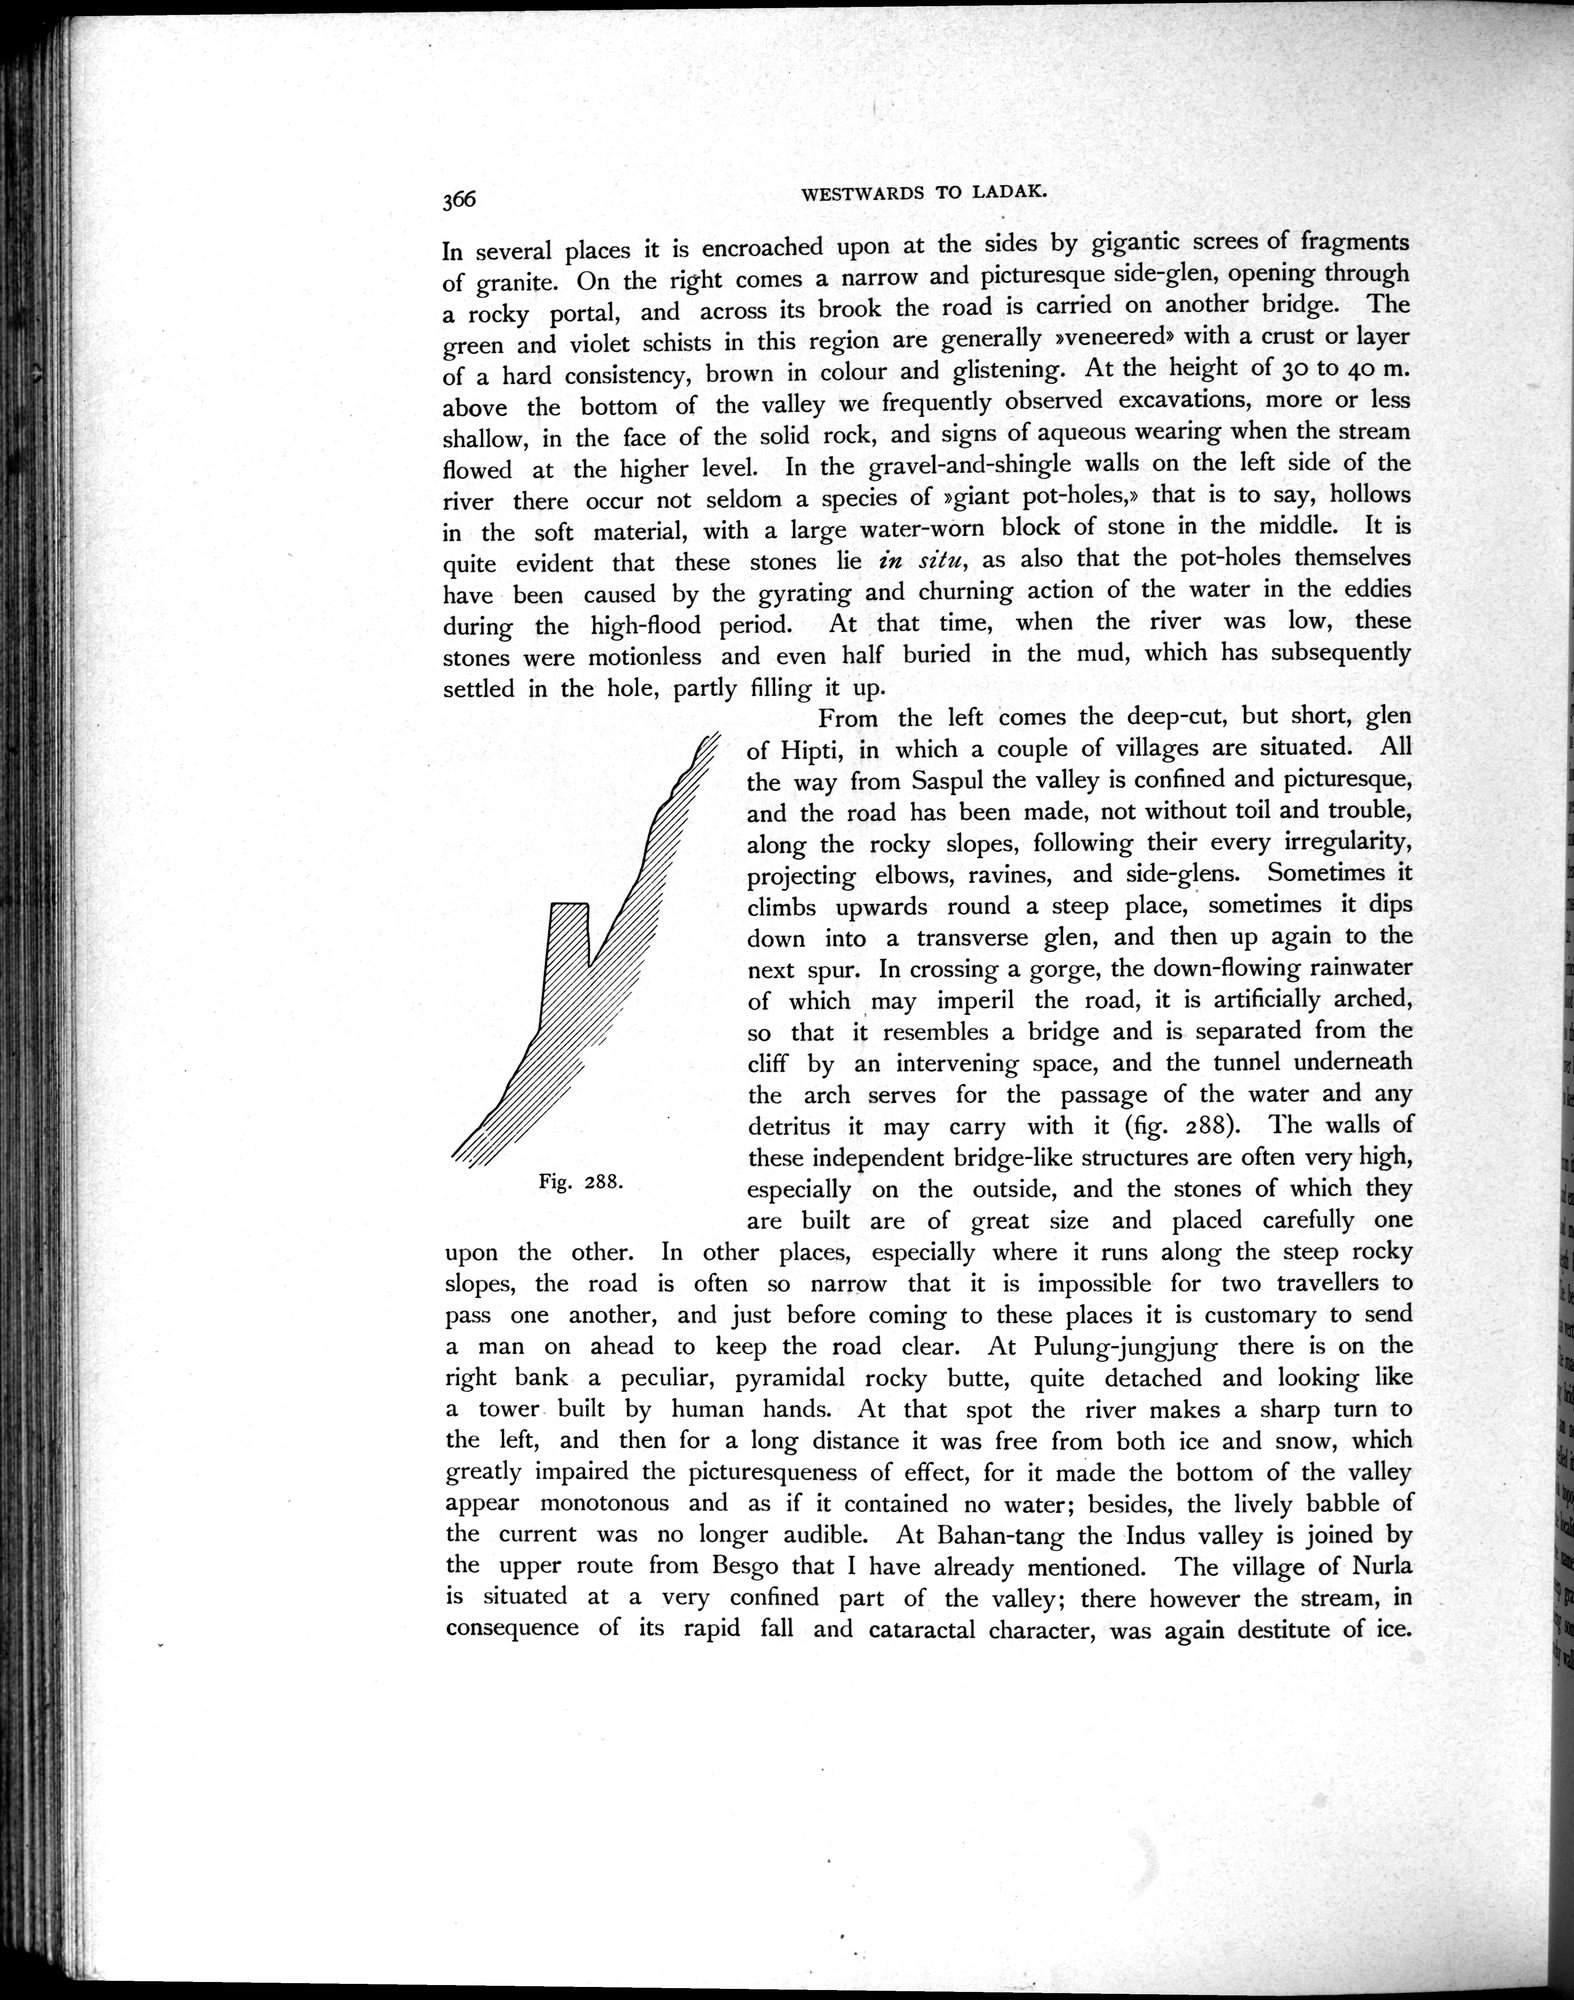 366
WESTWARDS TO LADAK.
In several places it is encroached upon at the sides by gigantic screes of fragments
of granite. On the right comes a narrow and picturesque side-glen, opening through
a rocky portal, and across its brook the road is carried on another bridge. The
green and violet schists in this region are generally »veneered» with a crust or layer
of a hard consistency, brown in colour and glistening. At the height of 30 to 40 m.
above the bottom of the valley we frequently observed excavations, more or less
shallow, in the face of the solid rock, and signs of aqueous wearing when the stream
flowed at the higher level. In the gravel-and-shingle walls on the left side of the
river there occur not seldom a species of »giant pot-holes,» that is to say, hollows
in the soft material, with a large water-worn block of stone in the middle. It is
quite evident that these stones lie in situ, as also that the pot-holes themselves
have been caused by the gyrating and churning action of the water in the eddies
during the high-flood period. At that time, when the river was low, these
stones were motionless and even half buried in the mud, which has subsequently
settled in the hole, partly filling it up.
From the left comes the deep-cut, but short, glen
of Hipti, in which a couple of villages are situated. All
the way from Saspul the valley is confined and picturesque,
and the road has been made, not without toil and trouble,
along the rocky slopes, following their every irregularity,
projecting elbows, ravines, and side-glens. Sometimes it
climbs upwards round a steep place, sometimes it dips
down into a transverse glen, and then up again to the
next spur. In crossing a gorge, the down-flowing rainwater
of which may imperil the road, it is artificially arched,
so that it resembles a bridge and is separated from the
cliff by an intervening space, and the tunnel underneath
the arch serves for the passage of the water and any
detritus it may carry with it (fig. 288). The walls of
these independent bridge-like structures are often very high,
especially on the outside, and the stones of which they
are built are of great size and placed carefully one
Fig. 288.
upon the other. In other places, especially where it runs along the steep rocky
slopes, the road is often so narrow that it is impossible for two travellers to
pass one another, and just before coming to these places it is customary to send
a man on ahead to keep the road clear. At Pulung-jungjung there is on the
right bank a peculiar, pyramidal rocky butte, quite detached and looking like
a tower built by human hands. At that spot the river makes a sharp turn to
the left, and then for a long distance it was free from both ice and snow, which
greatly impaired the picturesqueness of effect, for it made the bottom of the valley
appear monotonous and as if it contained no water; besides, the lively babble of
the current was no longer audible. At Bahan-tang the Indus valley is joined by
the upper route from Besgo that I have already mentioned. The village of Nurla
is situated at a very confined part of the valley; there however the stream, in
consequence of its rapid fall and cataractal character, was again destitute of ice.